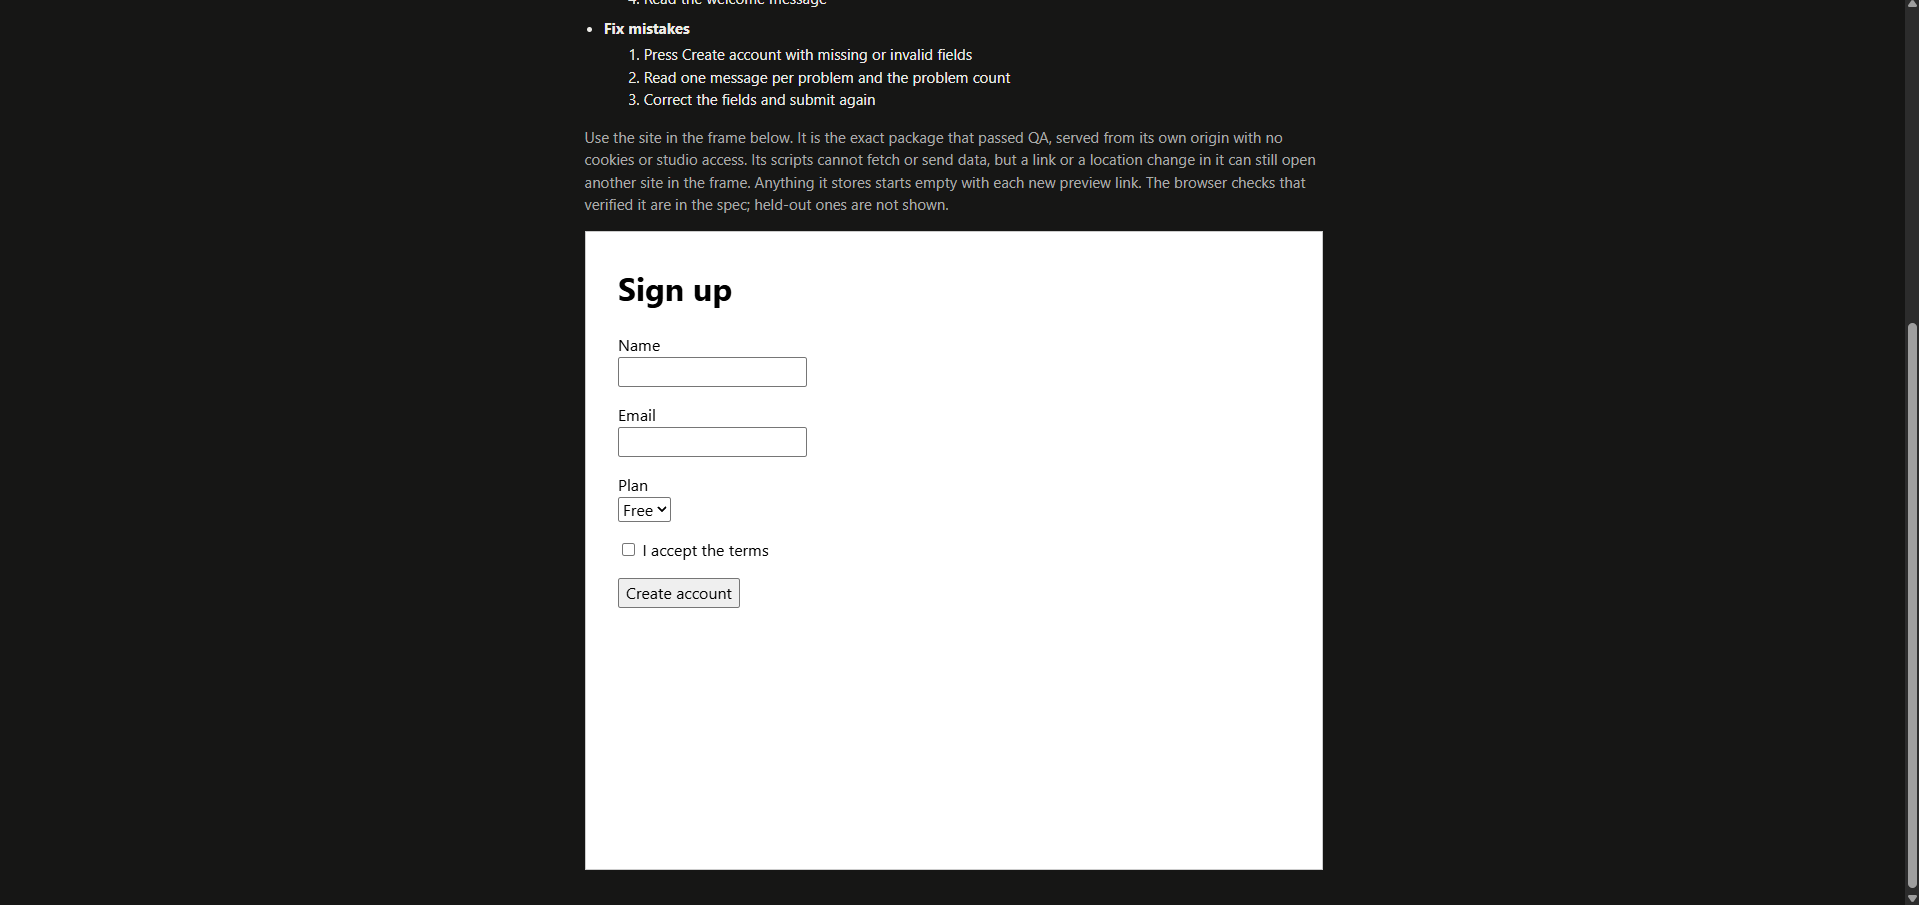 4. Read the welcome message
• Fix mistakes
1. Press Create account with missing or invalid fields
2. Read one message per problem and the problem count
3. Correct the fields and submit again
Use the site in the frame below. It is the exact package that passed QA, served from its own origin with no
cookies or studio access. Its scripts cannot fetch or send data, but a link or a location change in it can still open
another site in the frame. Anything it stores starts empty with each new preview link. The browser checks that
verified it are in the spec; held-out ones are not shown.
Sign up
Name
Email
Plan
Free
I accept the terms
Create account